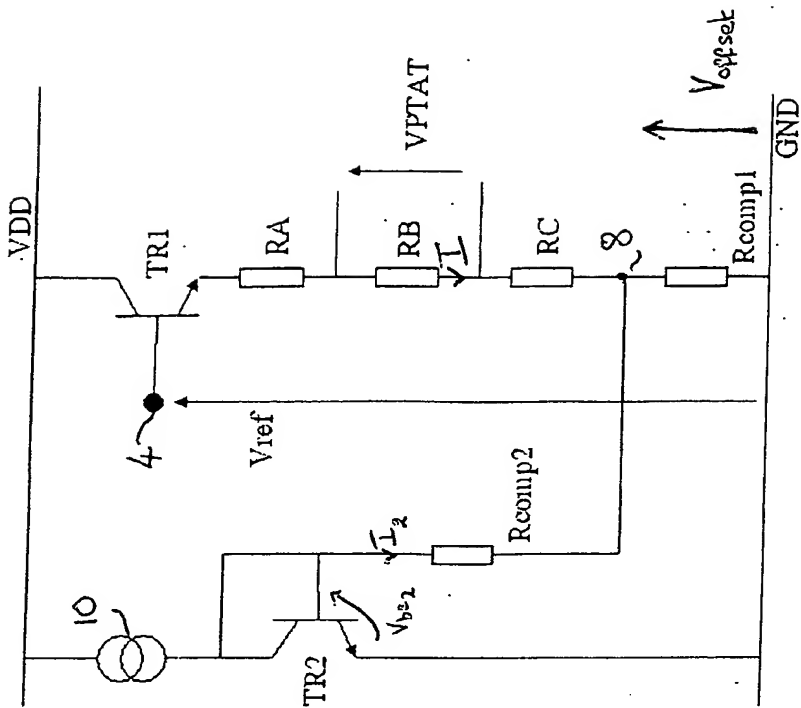 VDD
TR1
RA
VPTAT
RB
I
RC
8
Rcomp1
Voffset
GND
4
Vref
10
I2
Rcomp2
Vbe2
TR2